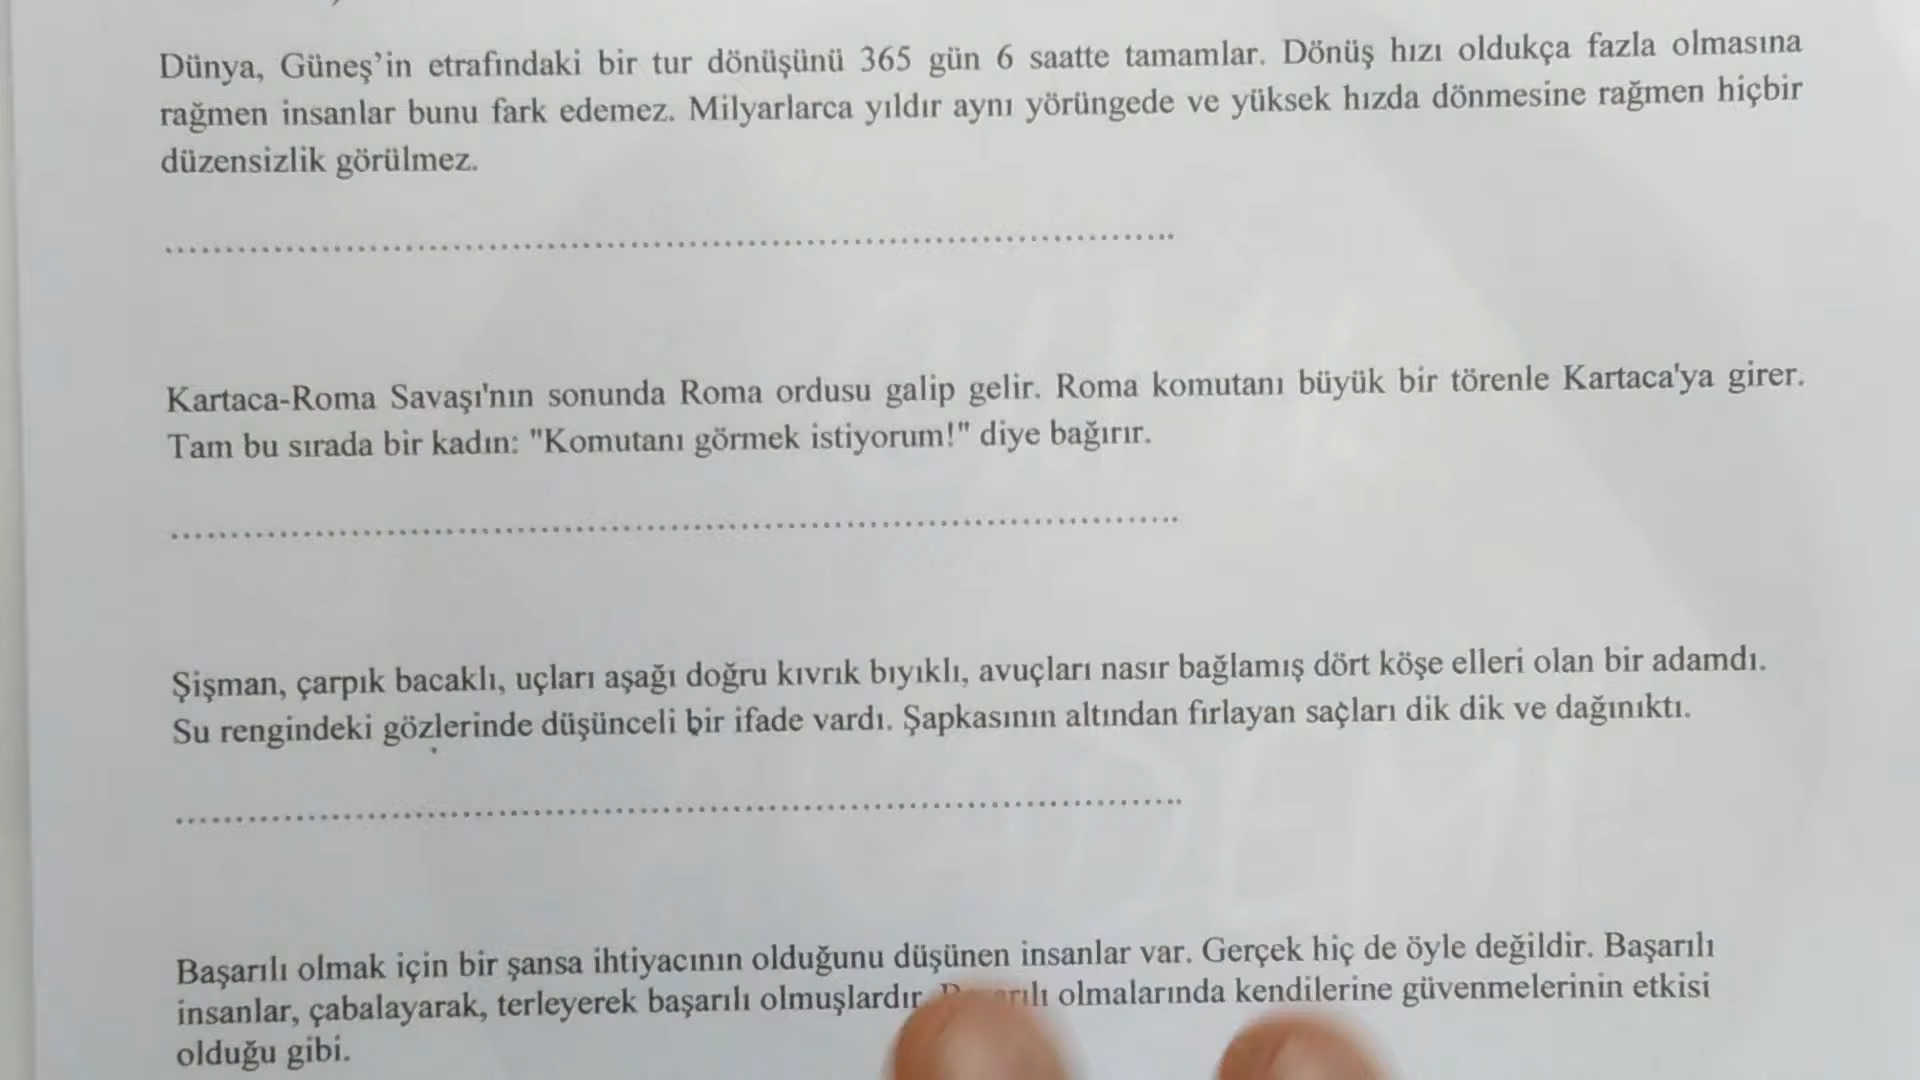 Dünya, Güneş’in etrafındaki bir tur dönüşünü 365 gün 6 saatte tamamlar. Dönüş hızı oldukça fazla olmasına
rağmen insanlar bunu fark edemez. Milyarlarca yıldır aynı yörüngede ve yüksek hızda dönmesine rağmen hiçbir
düzensizlik görülmez.
Kartaca-Roma Savaşı'nın sonunda Roma ordusu galip gelir. Roma komutanı büyük bir törenle Kartaca'ya girer.
Tam bu sırada bir kadın: "Komutanı görmek istiyorum!" diye bağırır.
Şişman, çarpık bacaklı, uçları aşağı doğru kıvrık bıyıklı, avuçları nasır bağlamış dört köşe elleri olan bir adamdı.
Su rengindeki gözlerinde düşünceli bir ifade vardı. Şapkasının altından fırlayan saçları dik dik ve dağınıktı.
Başarılı olmak için bir şansa ihtiyacının olduğunu düşünen insanlar var. Gerçek hiç de öyle değildir. Başarılı
insanlar, çabalayarak, terleyerek başarılı olmuşlardır. olmalarında kendilerine güvenmelerinin etkisi
olduğu gibi.